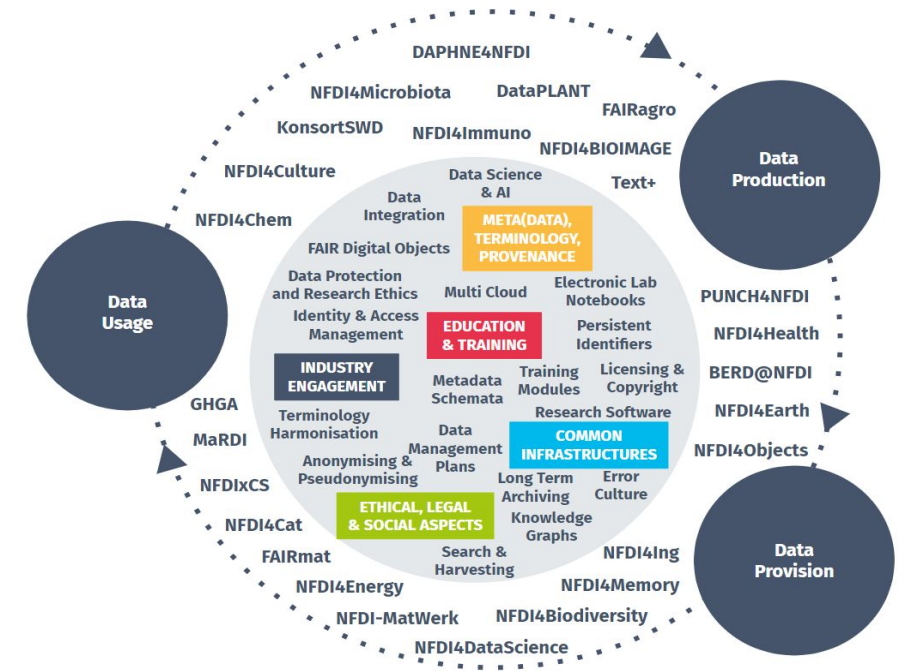 DAPHNE4NFDI
NFDI4Microbiota
DataPLANT
FAIRagro
KonsortSWD
NFDI4Immuno
NFDI4BIOIMAGE
NFDI4Culture
Text+
NFDI4Chem
Data
Production
Data
Usage
Data Science
& AI
Data
Integration
META(DATA),
TERMINOLOGY,
PROVENANCE
FAIR Digital Objects
Data Protection
and Research Ethics
Multi Cloud
Electronic Lab
Notebooks
Identity & Access
Management
EDUCATION
& TRAINING
Persistent
Identifiers
INDUSTRY
ENGAGEMENT
Metadata
Schemata
Training
Modules
Licensing &
Copyright
Research Software
Terminology
Harmonisation
Data
Management
Plans
COMMON
INFRASTRUCTURES
Anonymising &
Pseudonymising
Long Term
Archiving
Error
Culture
ETHICAL, LEGAL
& SOCIAL ASPECTS
Knowledge
Graphs
Search &
Harvesting
PUNCH4NFDI
NFDI4Health
BERD@NFDI
NFDI4Earth
NFDI4Objects
Data
Provision
GHGA
MaRDI
NFDIxCS
NFDI4Cat
FAIRmat
NFDI4Energy
NFDI-MatWerk
NFDI4DataScience
NFDI4Biodiversity
NFDI4Memory
NFDI4Ing